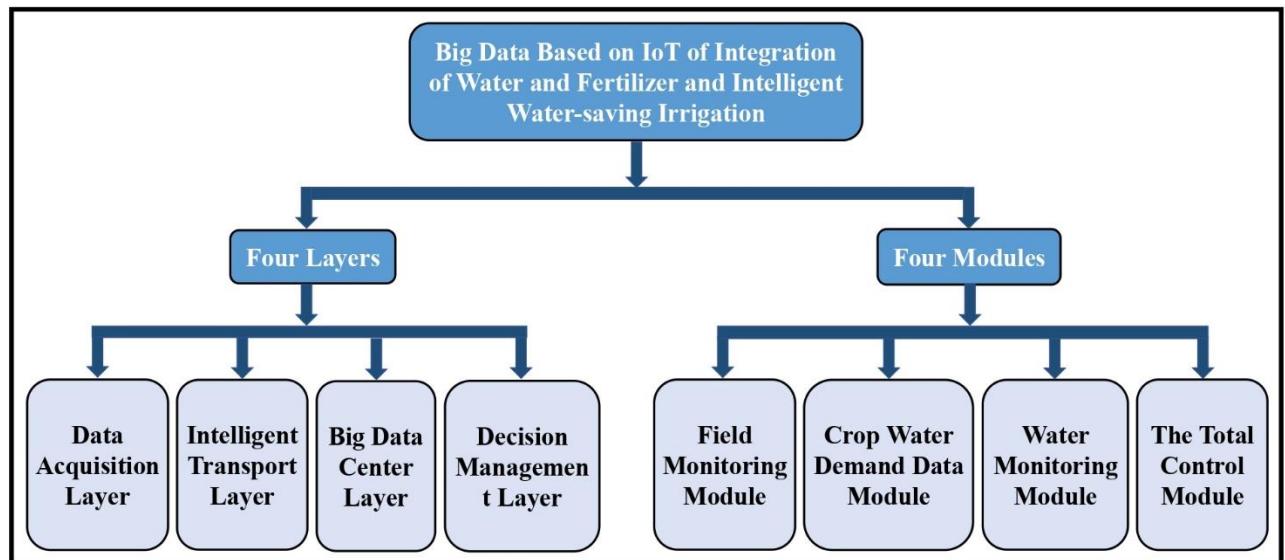 Big Data Based on IoT of Integration
of Water and Fertilizer and Intelligent
Water-saving Irrigation
Four Layers
Four Modules
Data
Acquisition
Layer
Intelligent
Transport
Layer
Big Data
Center
Layer
Decision
Managemen
t Layer
Field
Monitoring
Module
Crop Water
Demand Data
Module
Water
Monitoring
Module
The Total
Control
Module